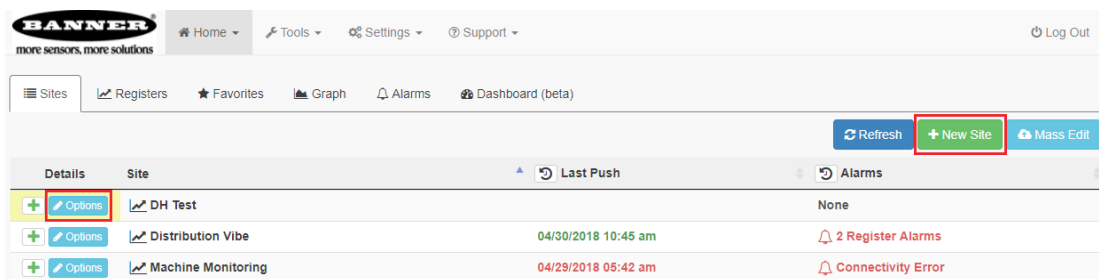 BANNER
more sensors, more solutions
Home Tools Settings Support Log Out
Sites Registers Favorites Graph Alarms Dashboard (beta)
Refresh + New Site Mass Edit
Details Site Last Push Alarms
+ Options DH Test None
+ Options Distribution Vibe 04/30/2018 10:45 am 2 Register Alarms
+ Options Machine Monitoring 04/29/2018 05:42 am Connectivity Error